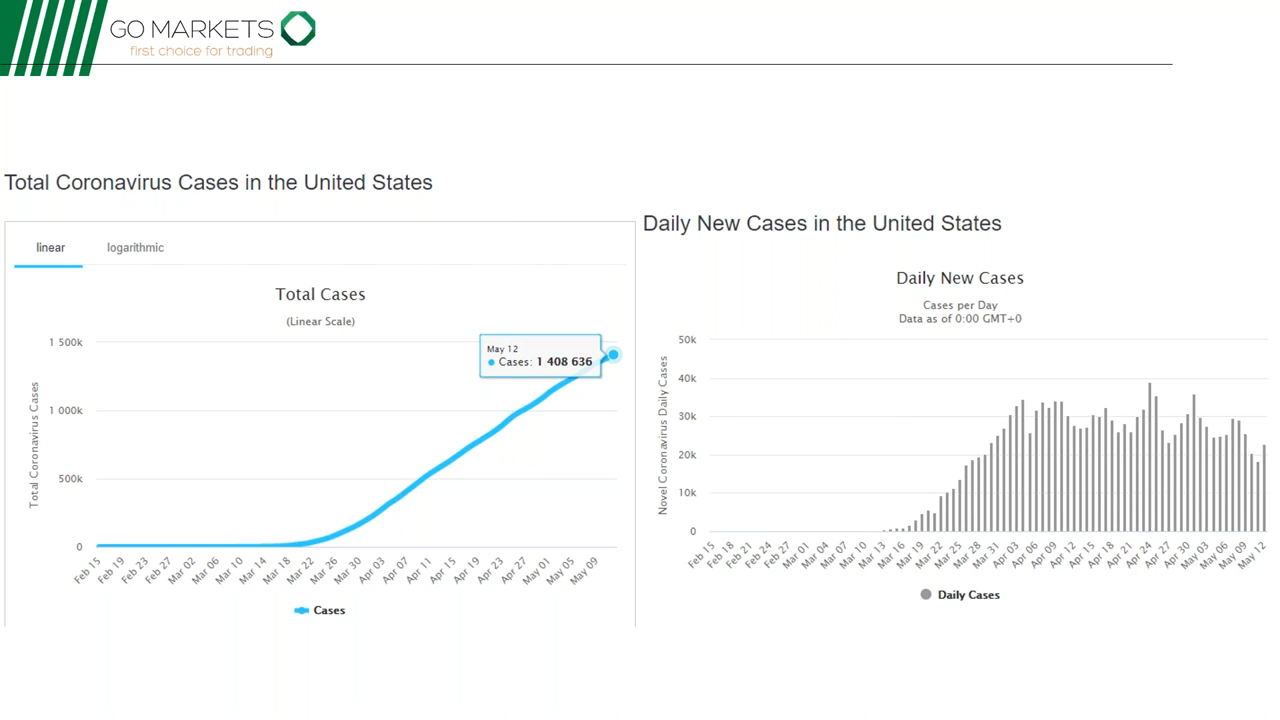 GO MARKETS
first choice for trading
Total Coronavirus Cases in the United States
linear
logarithmic
Total Cases
(Linear Scale)
Total Coronavirus Cases
1 500k
1 000k
500k
0
May 12
Cases: 1 408 636
Feb 15
Feb 19
Feb 23
Feb 27
Mar 02
Mar 06
Mar 10
Mar 14
Mar 18
Mar 22
Mar 26
Mar 30
Apr 03
Apr 07
Apr 11
Apr 15
Apr 19
Apr 23
Apr 27
May 01
May 05
May 09
Cases
Daily New Cases in the United States
Daily New Cases
Cases per Day
Data as of 0:00 GMT+0
Novel Coronavirus Daily Cases
50k
40k
30k
20k
10k
0
Feb 15
Feb 18
Feb 21
Feb 24
Feb 27
Mar 01
Mar 04
Mar 07
Mar 10
Mar 13
Mar 16
Mar 19
Mar 22
Mar 25
Mar 28
Mar 31
Apr 03
Apr 06
Apr 09
Apr 12
Apr 15
Apr 18
Apr 21
Apr 24
Apr 27
Apr 30
May 03
May 06
May 09
May 12
Daily Cases